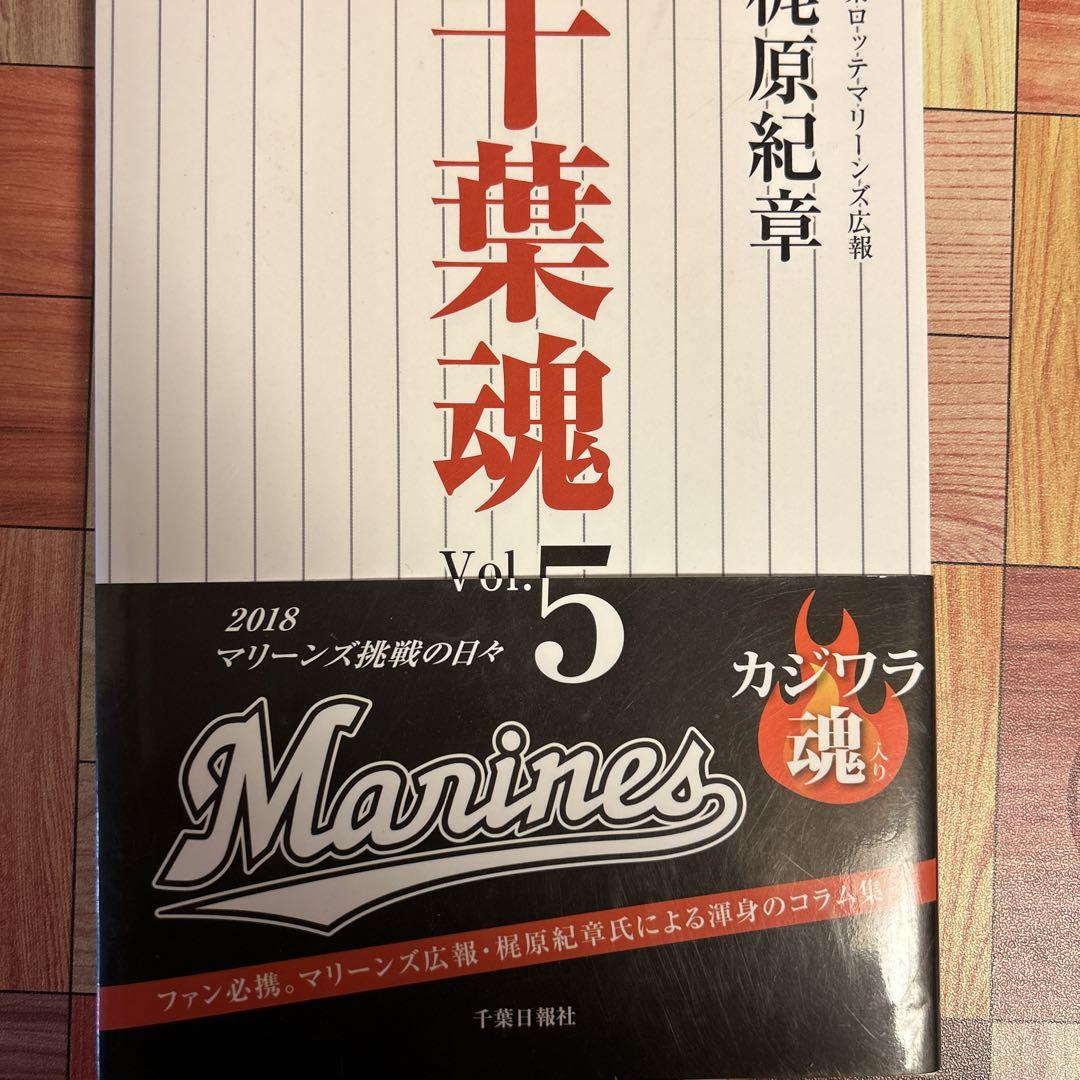 ロッテマリーンズ広報
梶原紀章
千葉魂
Vol.5
2018
マリーンズ挑戦の日々
カジワラ
魂入り
Marines
ファン必携。マリーンズ広報・梶原紀章氏による渾身のコラム集
千葉日報社